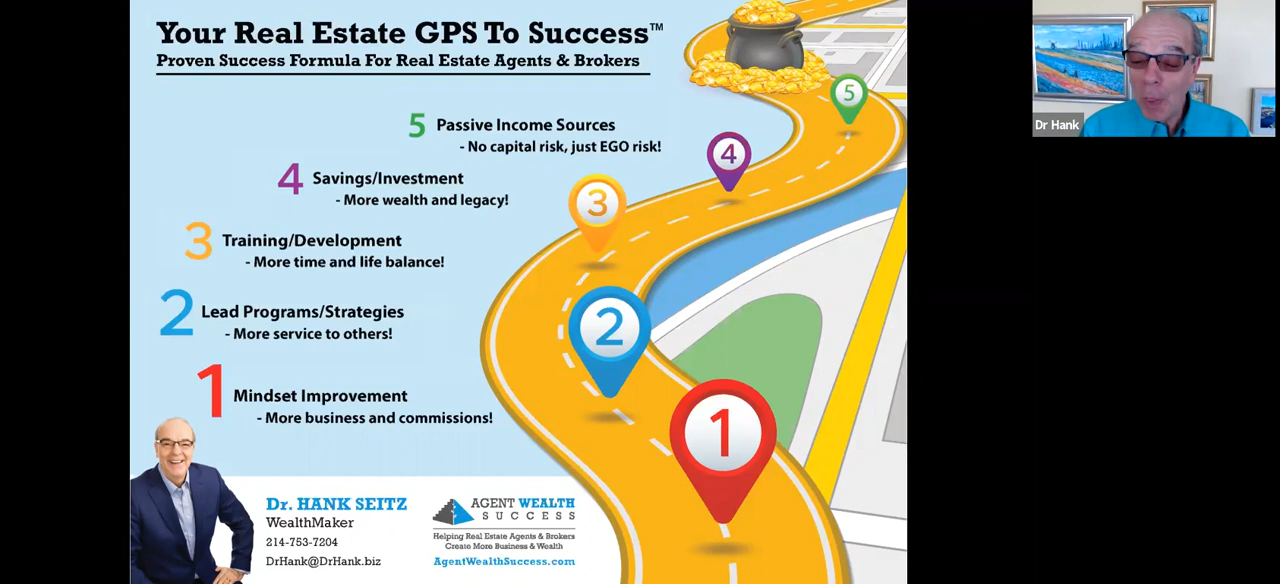 Your Real Estate GPS To Success™
Proven Success Formula For Real Estate Agents & Brokers
5 Passive Income Sources
- No capital risk, just EGO risk!
4 Savings/Investment
- More wealth and legacy!
3 Training/Development
- More time and life balance!
2 Lead Programs/Strategies
- More service to others!
1 Mindset Improvement
- More business and commissions!
5
4
3
2
1
Dr. HANK SEITZ
WealthMaker
214-753-7204
DrHank@DrHank.biz
AGENT WEALTH
SUCCESS
Helping Real Estate Agents & Brokers
Create More Business & Wealth
AgentWealthSuccess.com
Dr Hank